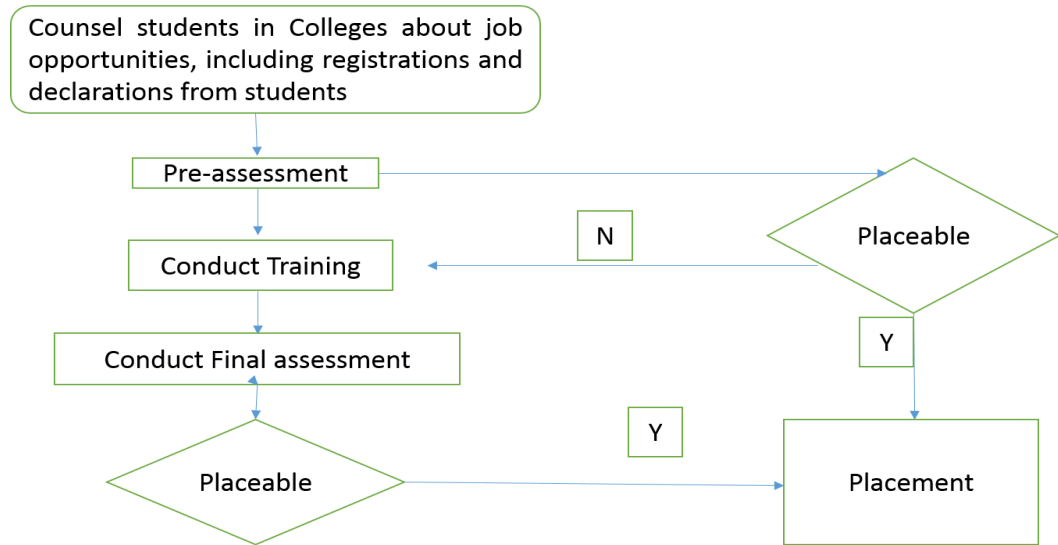 Counsel students in Colleges about job
opportunities, including registrations and
declarations from students
Pre-assessment
Placeable
N
Conduct Training
Y
Conduct Final assessment
Y
Placeable
Placement